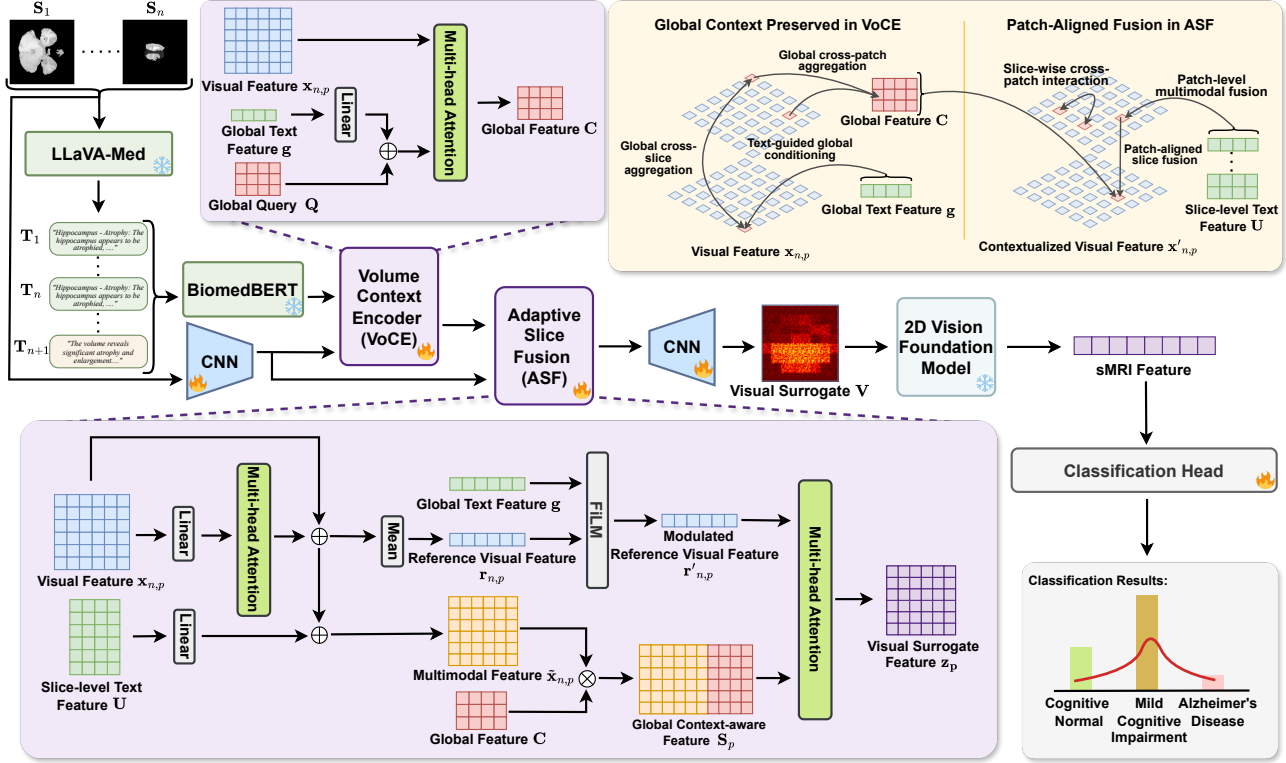 S1
Sn
LLaVA-Med
T1
"Hippocampus - Atrophy: The
hippocampus appears to be
atrophied, ...."
Tn
"Hippocampus - Atrophy: The
hippocampus appears to be
atrophied, ...."
Tn+1
"The volume reveals
significant atrophy and
enlargement...."
Visual Feature xn,p
Global Text
Feature g
Linear
Global Query Q
Multi-head Attention
Global Feature C
Global Context Preserved in VoCE
Global cross-patch
aggregation
Global Feature C
Global cross-slice
aggregation
Text-guided global
conditioning
Global Text Feature g
Visual Feature xn,p
Patch-Aligned Fusion in ASF
Slice-wise cross-
patch interaction
Patch-level
multimodal fusion
Patch-aligned
slice fusion
Slice-level Text
Feature U
Contextualized Visual Feature x'n,p
BiomedBERT
CNN
Volume
Context
Encoder
(VoCE)
Adaptive
Slice
Fusion
(ASF)
CNN
Visual Surrogate V
2D Vision
Foundation
Model
sMRI Feature
Classification Head
Visual Feature xn,p
Linear
Multi-head Attention
Mean
Slice-level Text
Feature U
Linear
Global Text Feature g
Reference Visual Feature
rn,p
FiLM
Modulated
Reference Visual Feature
r'n,p
Multimodal Feature x̃n,p
Global Feature C
Global Context-aware
Feature Sp
Multi-head Attention
Visual Surrogate
Feature zp
Classification Results:
Cognitive
Normal
Mild
Cognitive
Impairment
Alzheimer's
Disease